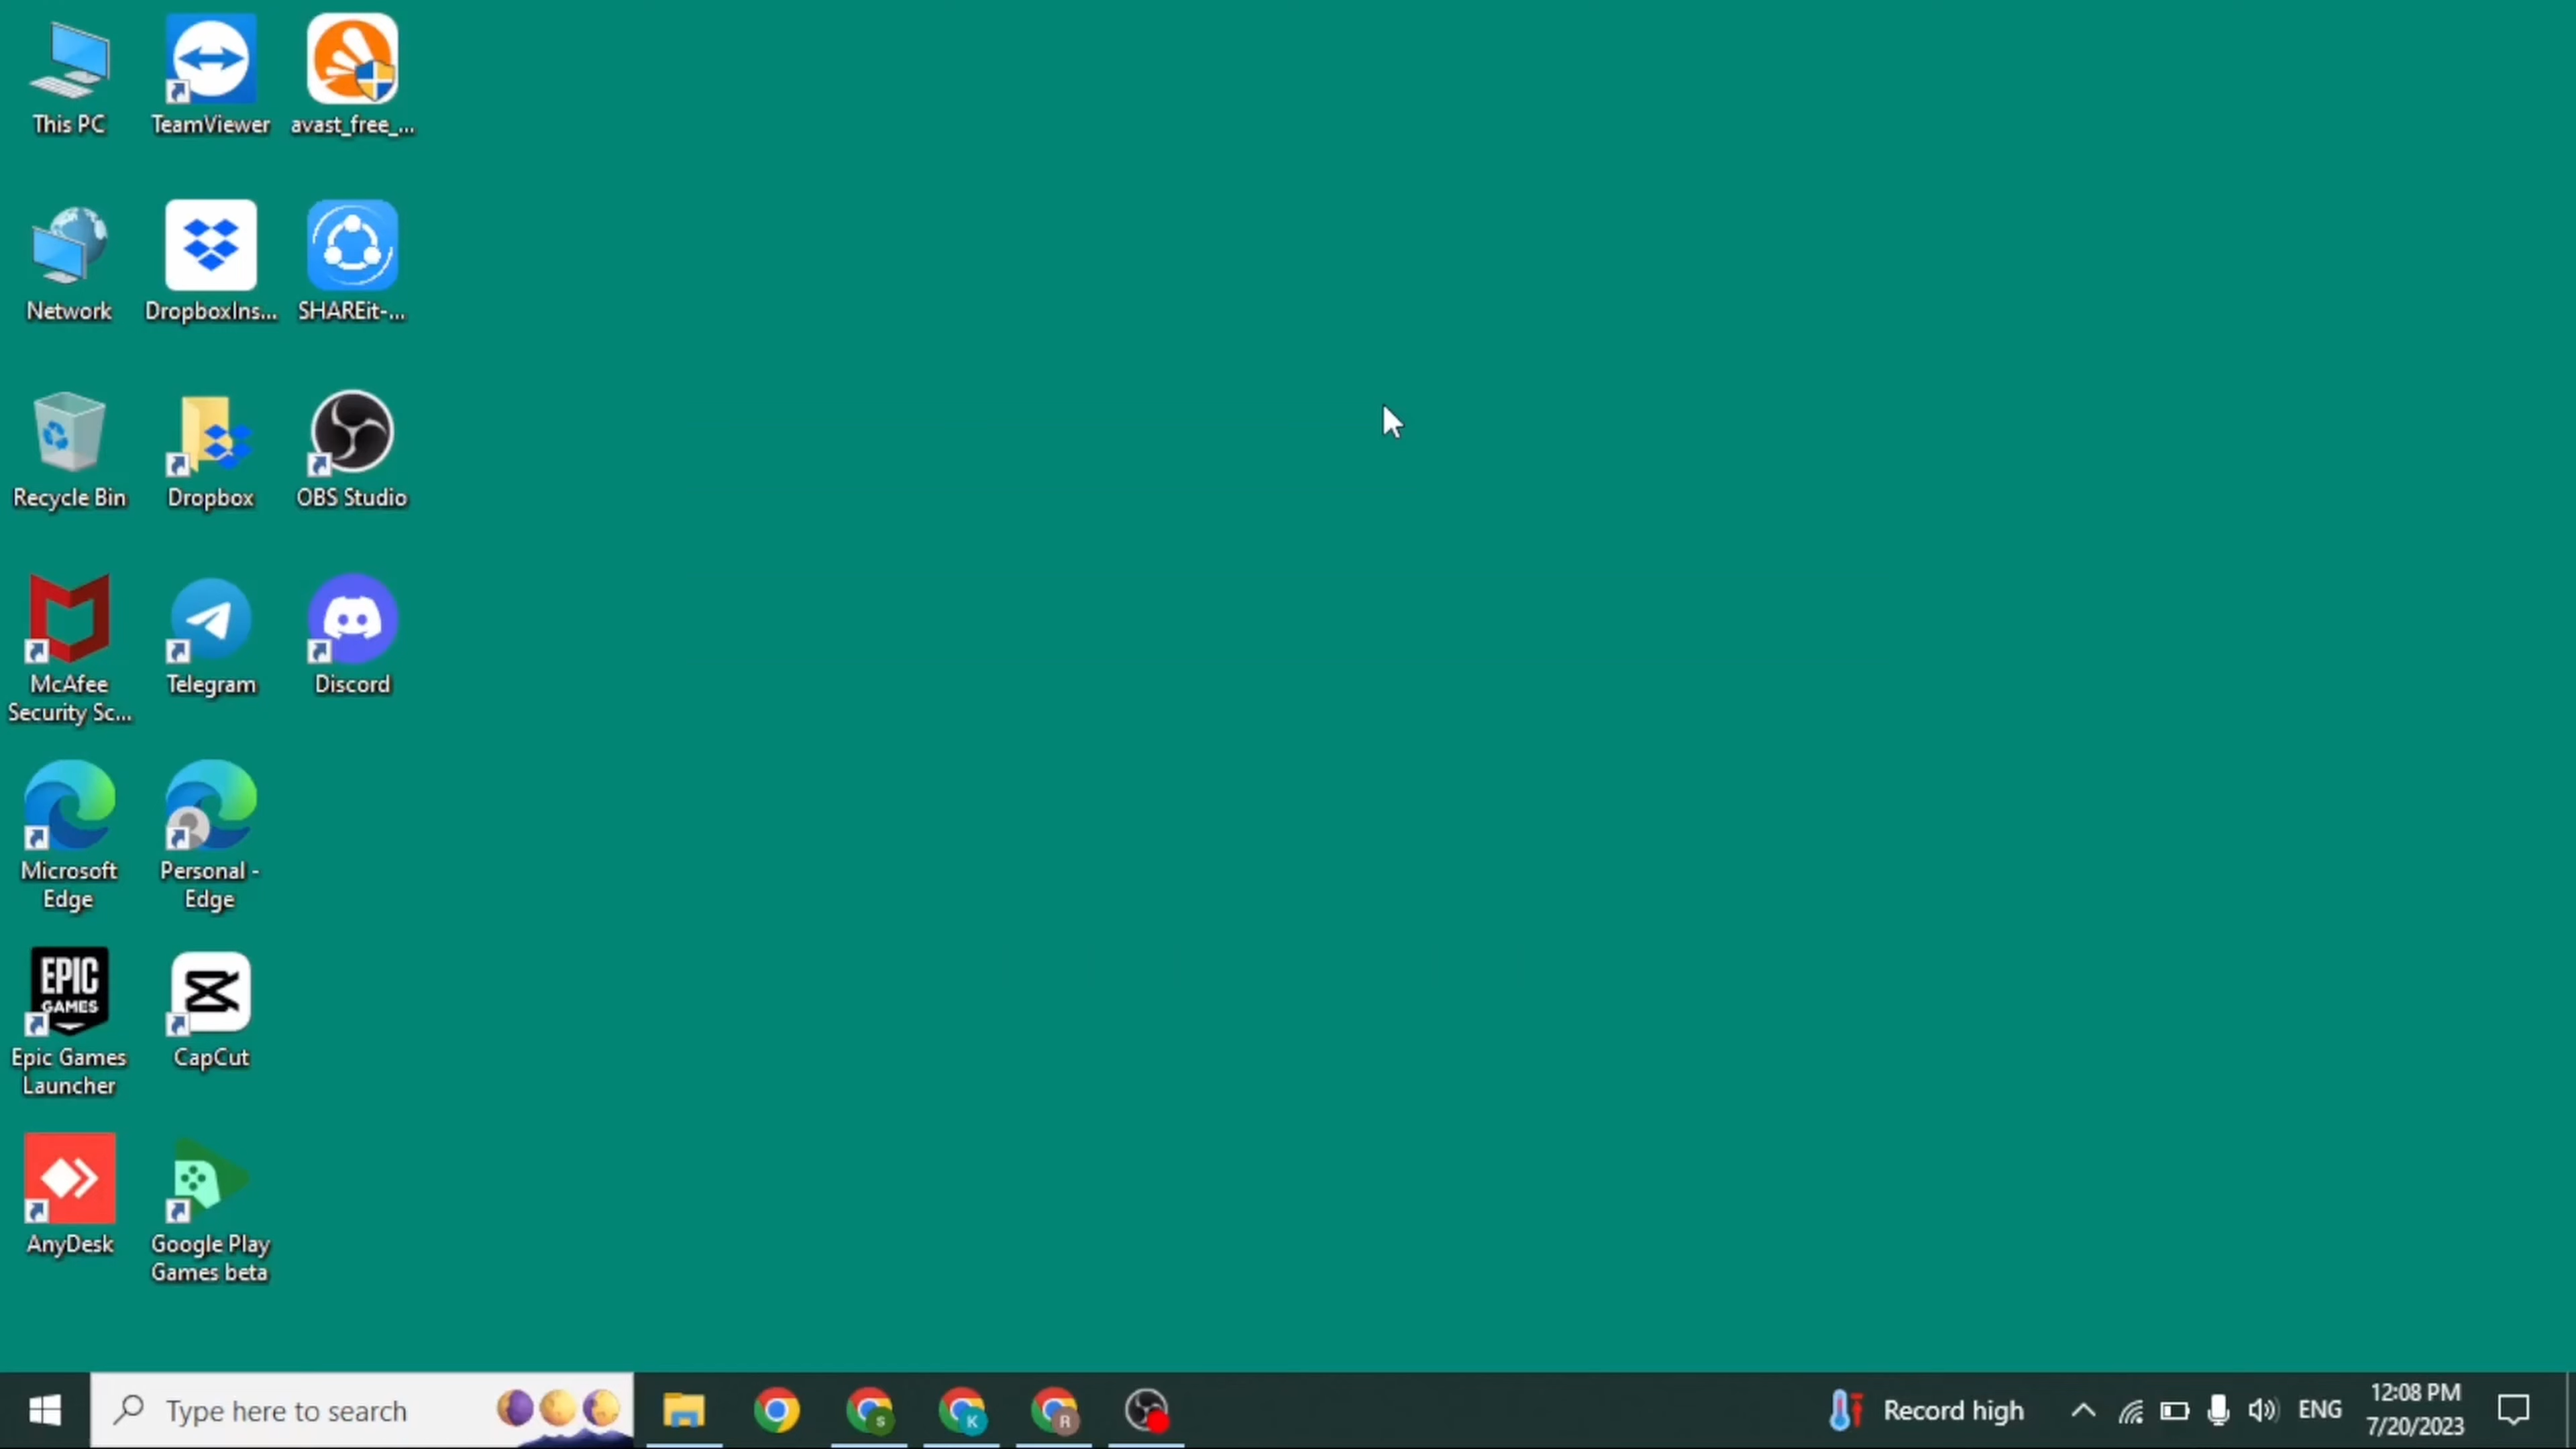 This PC
TeamViewer
avast_free_...
Network
DropboxIns...
SHAREit-...
Recycle Bin
Dropbox
OBS Studio
McAfee
Security Sc...
Telegram
Discord
Microsoft
Edge
Personal -
Edge
EPIC
GAMES
Epic Games
Launcher
CapCut
AnyDesk
Google Play
Games beta
Type here to search
S
K
R
Record high
ENG
12:08 PM
7/20/2023